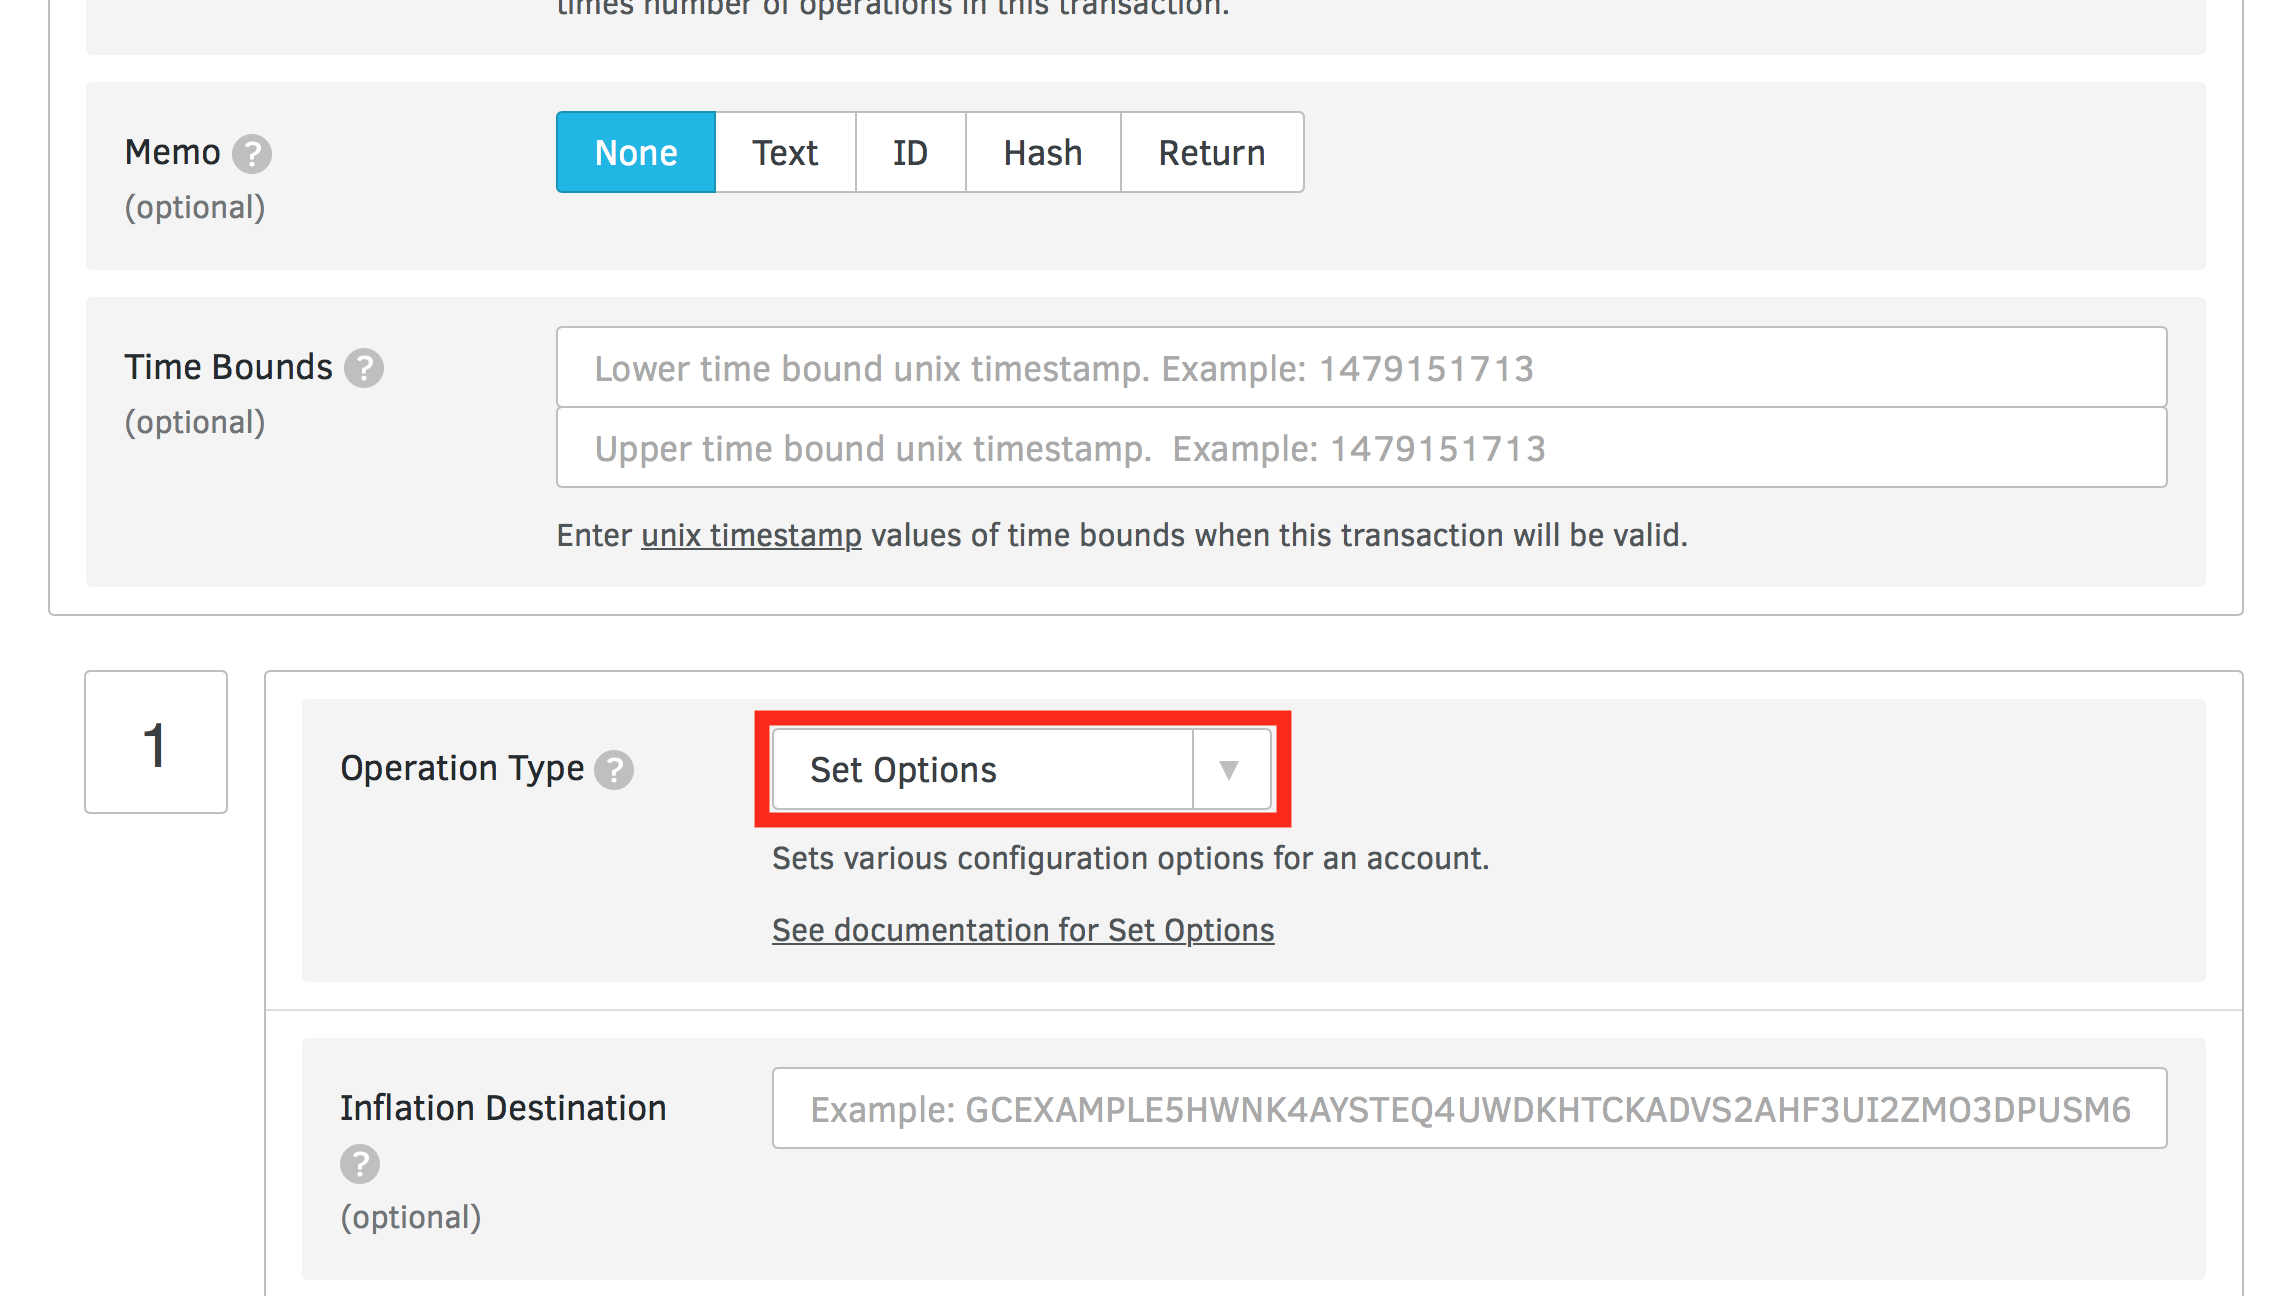 times number of operations in this transaction.
Memo ?
(optional)
None Text ID Hash Return
Time Bounds ?
(optional)
Lower time bound unix timestamp. Example: 1479151713
Upper time bound unix timestamp. Example: 1479151713
Enter unix timestamp values of time bounds when this transaction will be valid.
1
Operation Type ?
Set Options ▼
Sets various configuration options for an account.
See documentation for Set Options
Inflation Destination
?
(optional)
Example: GCEXAMPLE5HWNK4AYSTEQ4UWDKHTCKADVS2AHF3UI2ZMO3DPUSM6